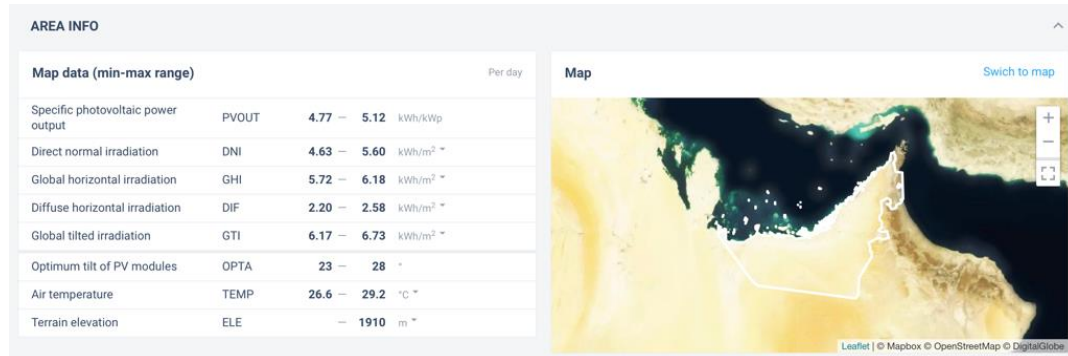 AREA INFO
Map data (min-max range) Per day
Specific photovoltaic power
output
PVOUT 4.77 — 5.12 kWh/kWp
Direct normal irradiation DNI 4.63 — 5.60 kWh/m²
Global horizontal irradiation GHI 5.72 — 6.18 kWh/m²
Diffuse horizontal irradiation DIF 2.20 — 2.58 kWh/m²
Global tilted irradiation GTI 6.17 — 6.73 kWh/m²
Optimum tilt of PV modules OPTA 23 — 28 °
Air temperature TEMP 26.6 — 29.2 °C
Terrain elevation ELE — 1910 m
Map Swich to map
+
−
Leaflet | © Mapbox © OpenStreetMap © DigitalGlobe